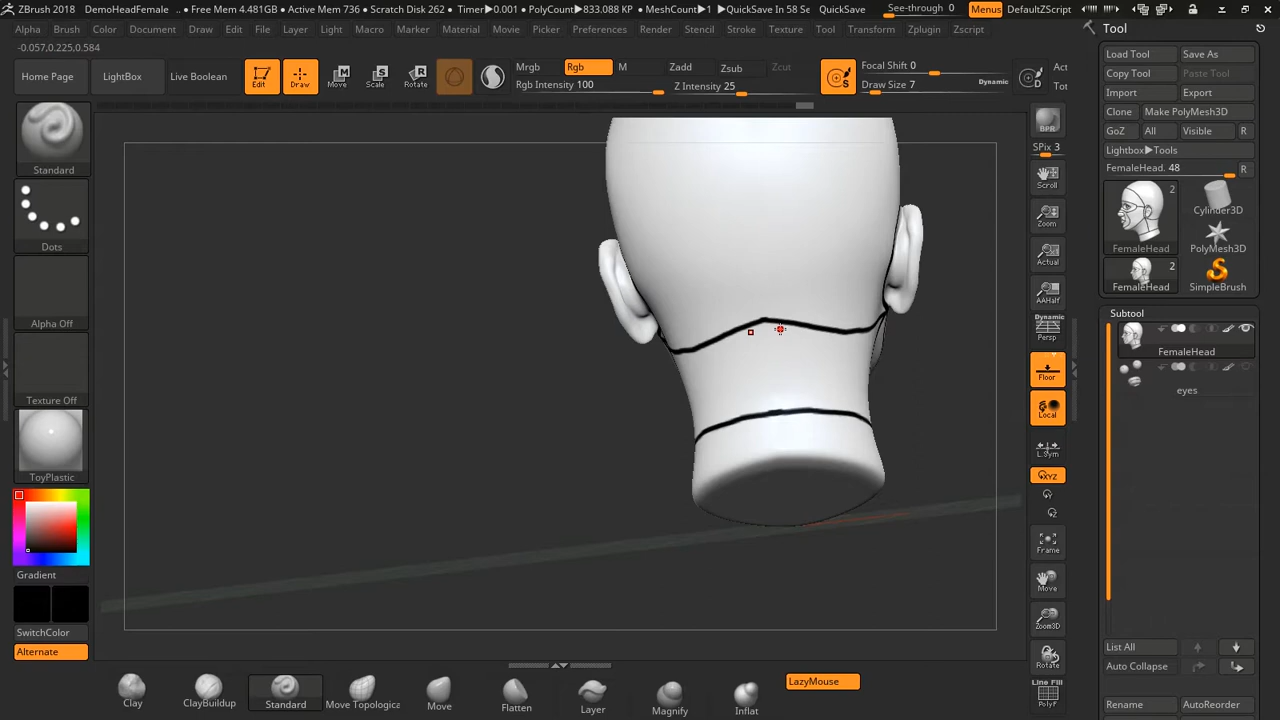 ZBrush 2018 DemoHeadFemale .. • Free Mem 4.481GB • Active Mem 736 • Scratch Disk 262 • Timer▶0.001 • PolyCount▶833.088 KP • MeshCount▶1 ▶QuickSave In 58 Se QuickSave See-through 0 Menus DefaultZScript
Alpha Brush Color Document Draw Edit File Layer Light Macro Marker Material Movie Picker Preferences Render Stencil Stroke Texture Tool Transform Zplugin Zscript
-0.057,0.225,0.584
Home Page LightBox Live Boolean Edit Draw Move Scale Rotate Mrgb Rgb M Zadd Zsub Zcut Focal Shift 0 Act
Rgb Intensity 100 Z Intensity 25 Draw Size 7 Dynamic Tot
Tool
Load Tool Save As
Copy Tool Paste Tool
Import Export
Clone Make PolyMesh3D
GoZ All Visible R
Lightbox▶Tools
FemaleHead. 48 R
2
FemaleHead Cylinder3D
PolyMesh3D
2
FemaleHead SimpleBrush
Subtool
FemaleHead
eyes
List All
Auto Collapse
Rename AutoReorder
Standard
Dots
Alpha Off
Texture Off
ToyPlastic
Gradient
SwitchColor
Alternate
BPR
SPix 3
Scroll
Zoom
Actual
AAHalf
Dynamic
Persp
Floor
Local
L.Sym
XYZ
Y
Z
Frame
Move
Zoom3D
Rotate
Line Fill
PolyF
Clay ClayBuildup Standard Move Topologica Move Flatten Layer Magnify Inflat LazyMouse